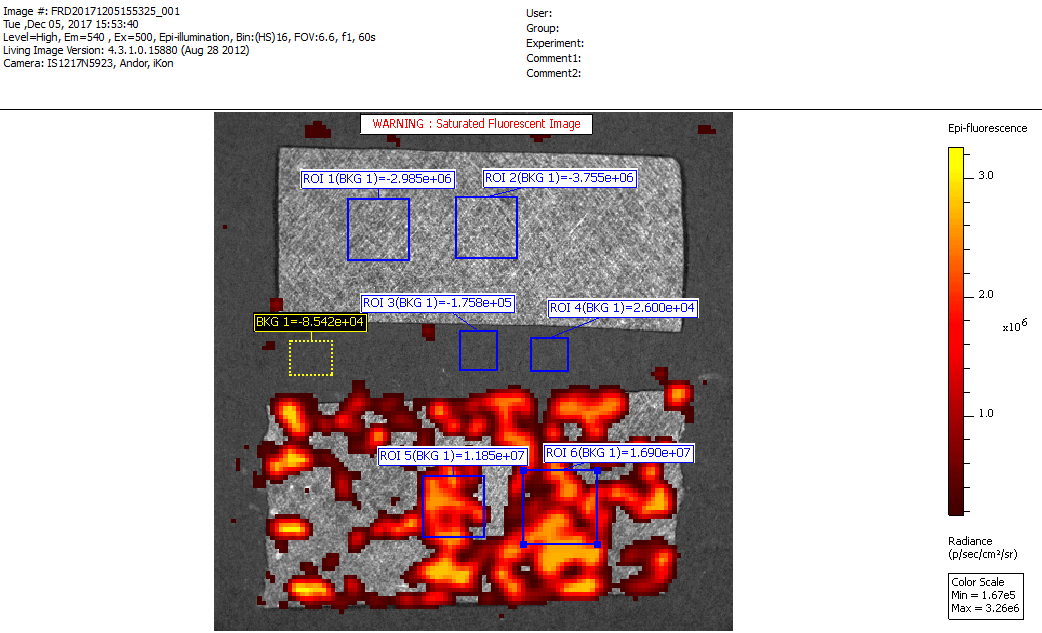 Image #: FRD20171205155325_001
Tue ,Dec 05, 2017 15:53:40
Level=High, Em=540 , Ex=500, Epi-illumination, Bin:(HS)16, FOV:6.6, f1, 60s
Living Image Version: 4.3.1.0.15880 (Aug 28 2012)
Camera: IS1217N5923, Andor, iKon
User:
Group:
Experiment:
Comment1:
Comment2:
WARNING : Saturated Fluorescent Image
ROI 1(BKG 1)=-2.985e+06
ROI 2(BKG 1)=-3.755e+06
ROI 3(BKG 1)=-1.758e+05
ROI 4(BKG 1)=2.600e+04
BKG 1=-8.542e+04
ROI 5(BKG 1)=1.185e+07
ROI 6(BKG 1)=1.690e+07
Epi-fluorescence
3.0
2.0
x10⁶
1.0
Radiance
(p/sec/cm²/sr)
Color Scale
Min = 1.67e5
Max = 3.26e6